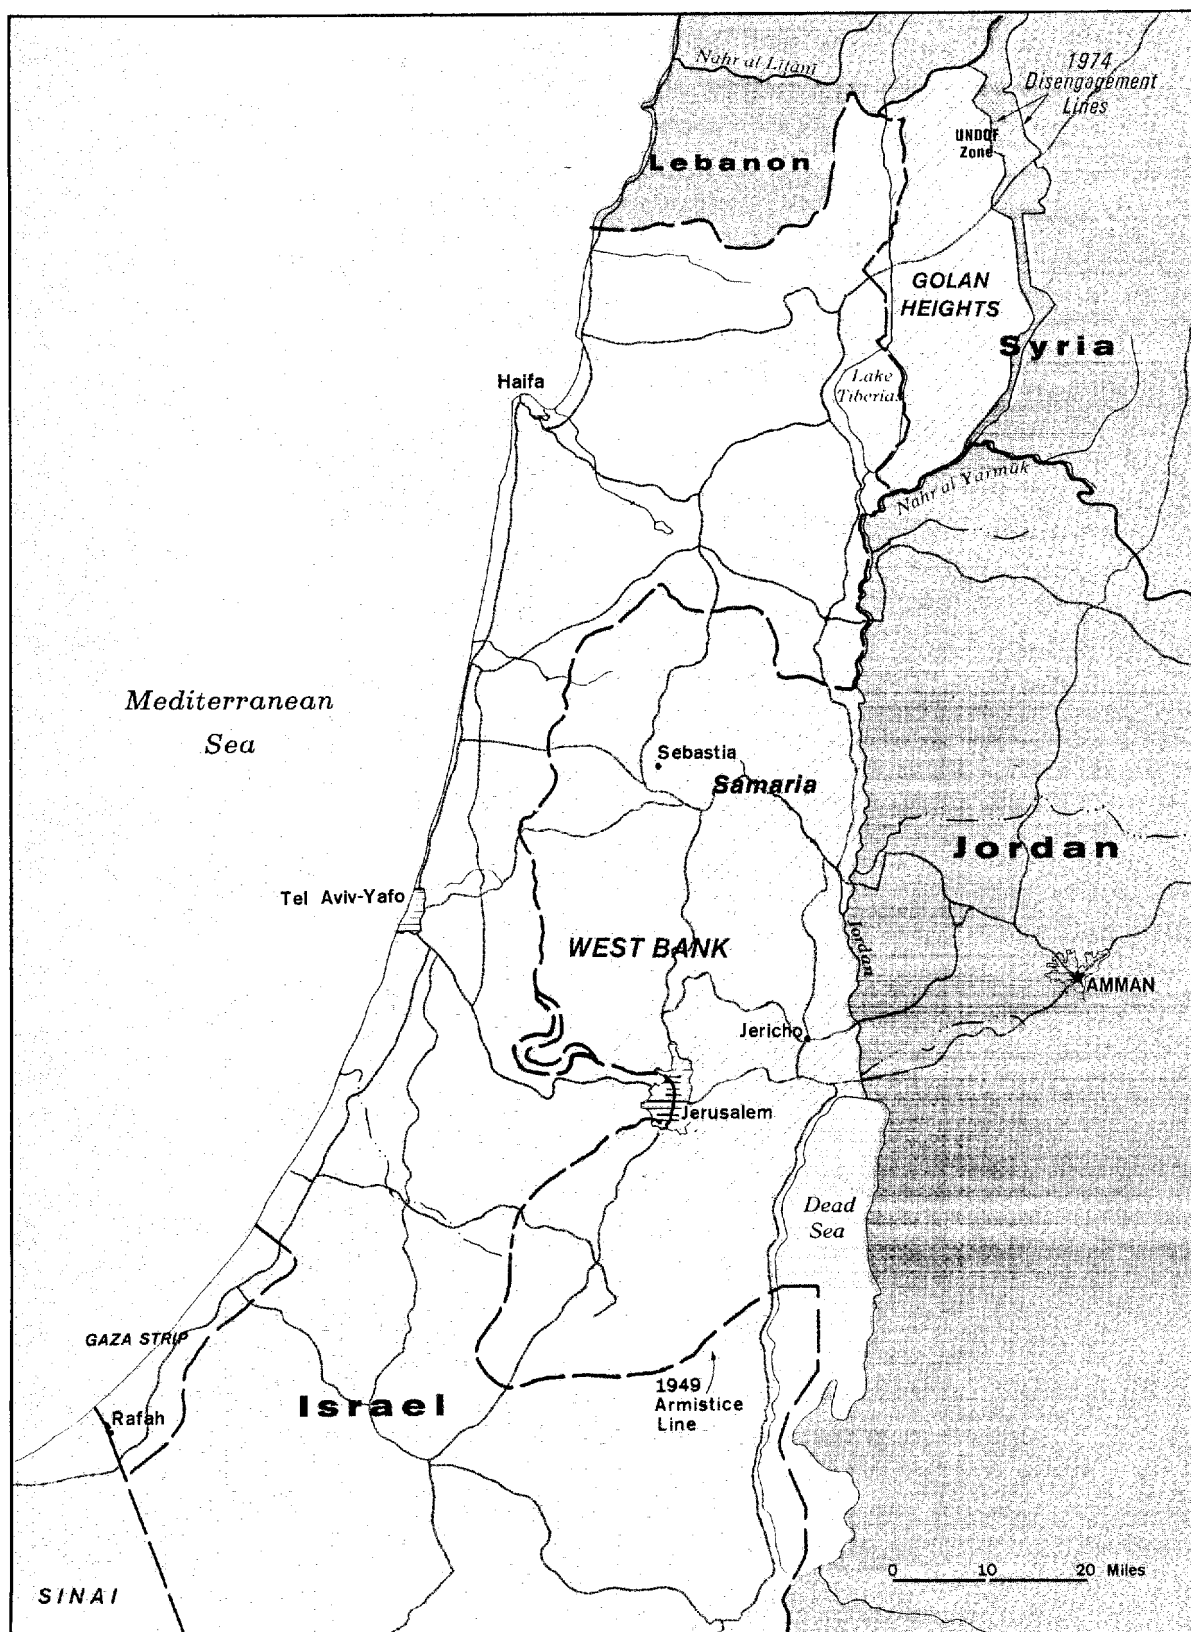 Nahr al Litani
1974
Disengagement
Lines
UNDOF
Zone
Lebanon
GOLAN
HEIGHTS
Syria
Haifa
Lake
Tiberias
Nahr al Yarmuk
Mediterranean
Sea
Sebastia
Samaria
Jordan
Tel Aviv-Yafo
WEST BANK
Jordan
AMMAN
Jericho
Jerusalem
Dead
Sea
GAZA STRIP
1949
Armistice
Line
Israel
Rafah
0 10 20 Miles
SINAI